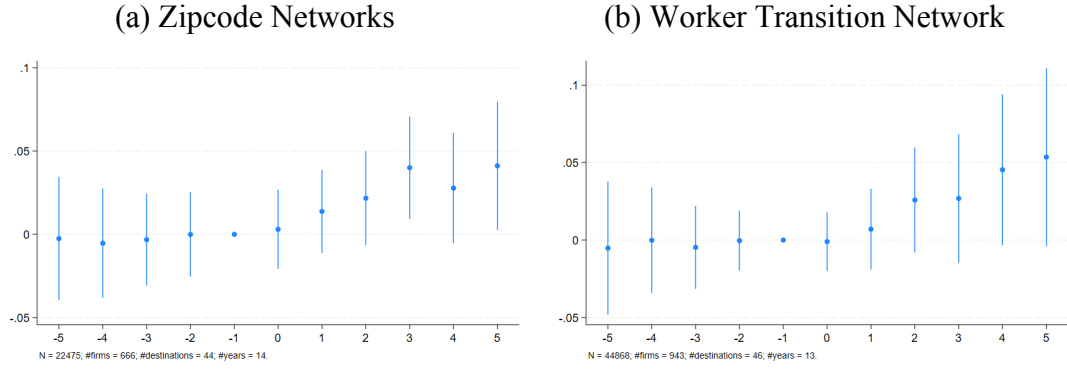 (a) Zipcode Networks
(b) Worker Transition Network
.1
.05
0
-.05
-5 -4 -3 -2 -1 0 1 2 3 4 5
N = 22475; #firms = 666; #destinations = 44; #years = 14.
.1
.05
0
-.05
-5 -4 -3 -2 -1 0 1 2 3 4 5
N = 44868; #firms = 943; #destinations = 46; #years = 13.